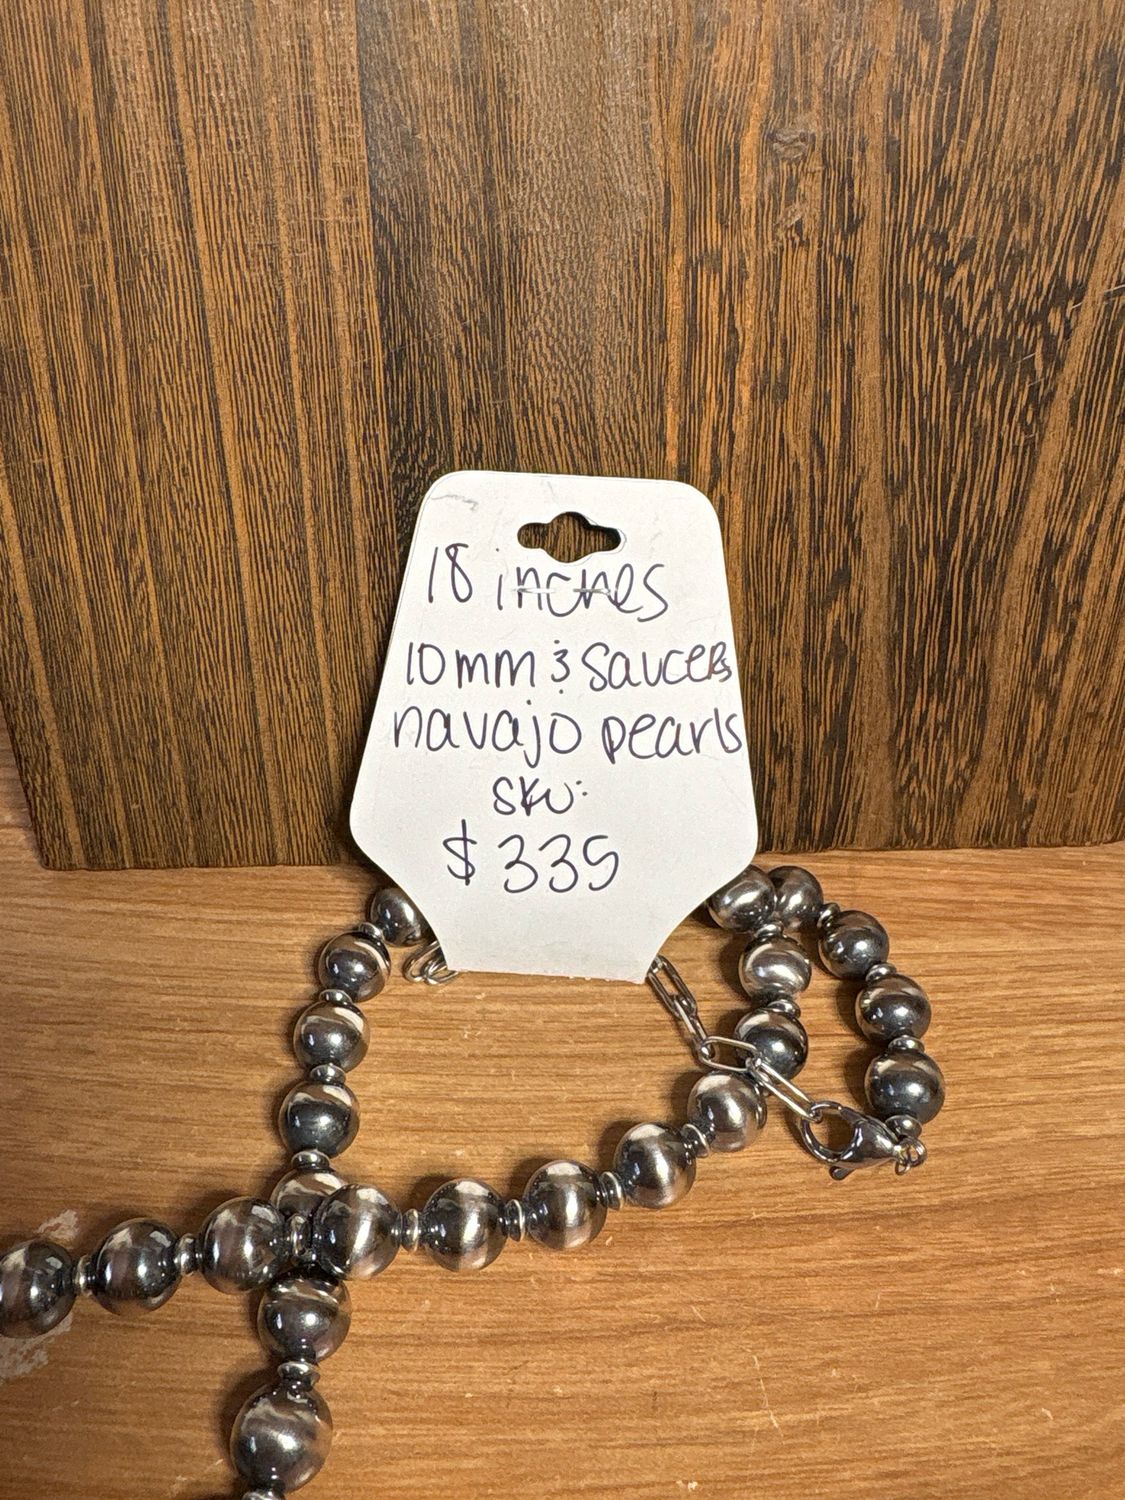 18 inches
10mm & saucers
navajo pearls
sku:
$335